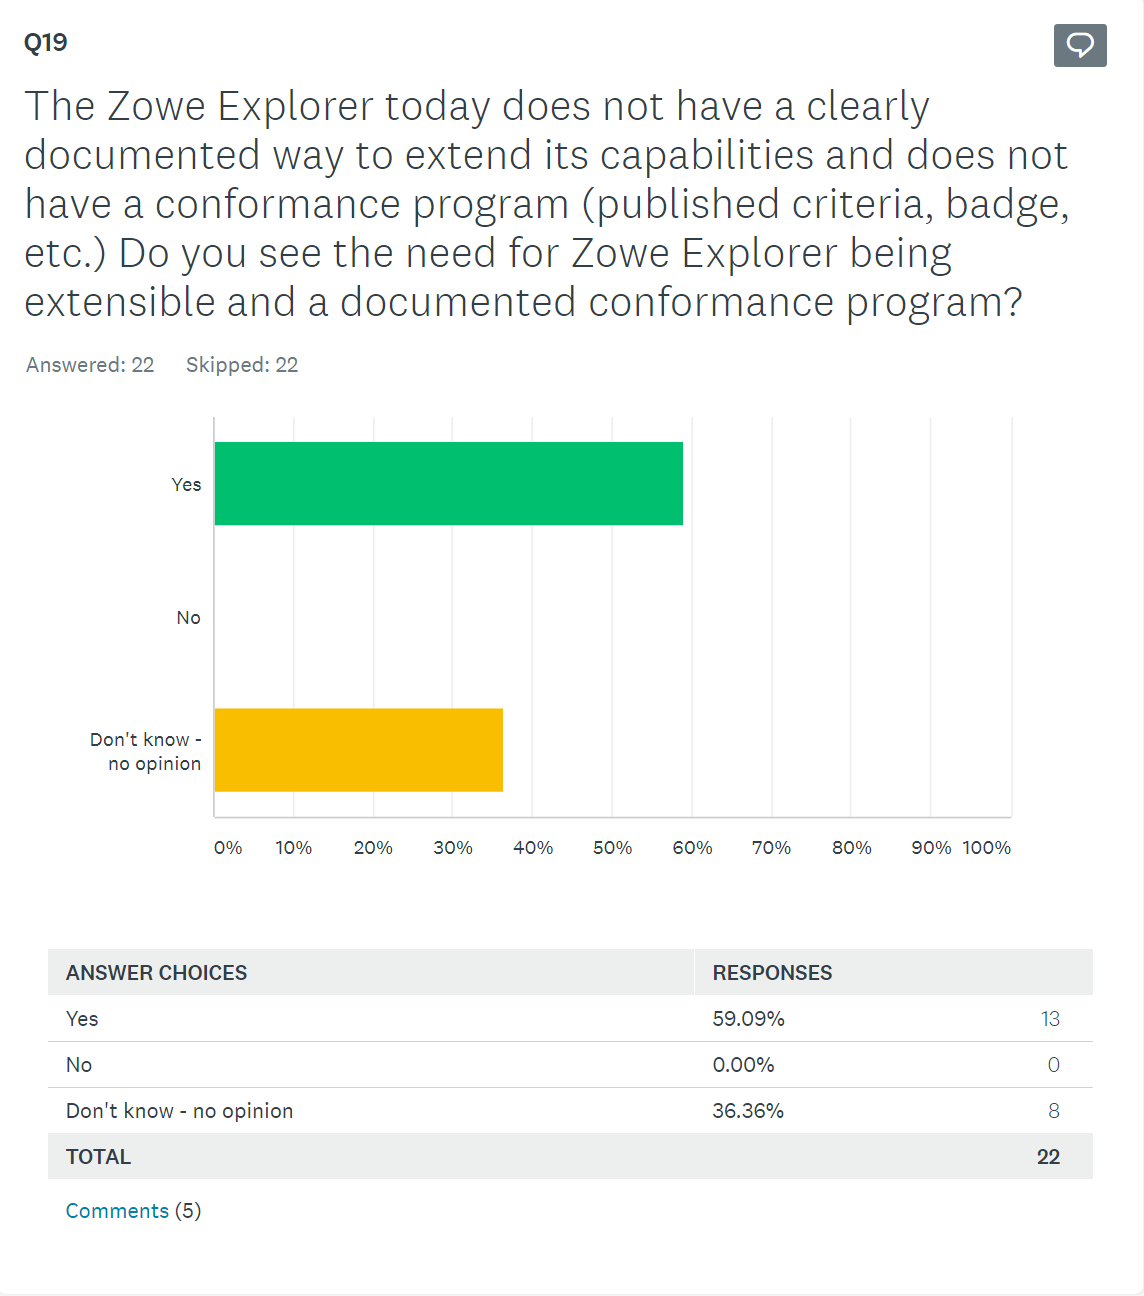 Q19
The Zowe Explorer today does not have a clearly
documented way to extend its capabilities and does not
have a conformance program (published criteria, badge,
etc.) Do you see the need for Zowe Explorer being
extensible and a documented conformance program?
Answered: 22 Skipped: 22
Yes
No
Don't know -
no opinion
0% 10% 20% 30% 40% 50% 60% 70% 80% 90% 100%
ANSWER CHOICES RESPONSES
Yes 59.09% 13
No 0.00% 0
Don't know - no opinion 36.36% 8
TOTAL 22
Comments (5)